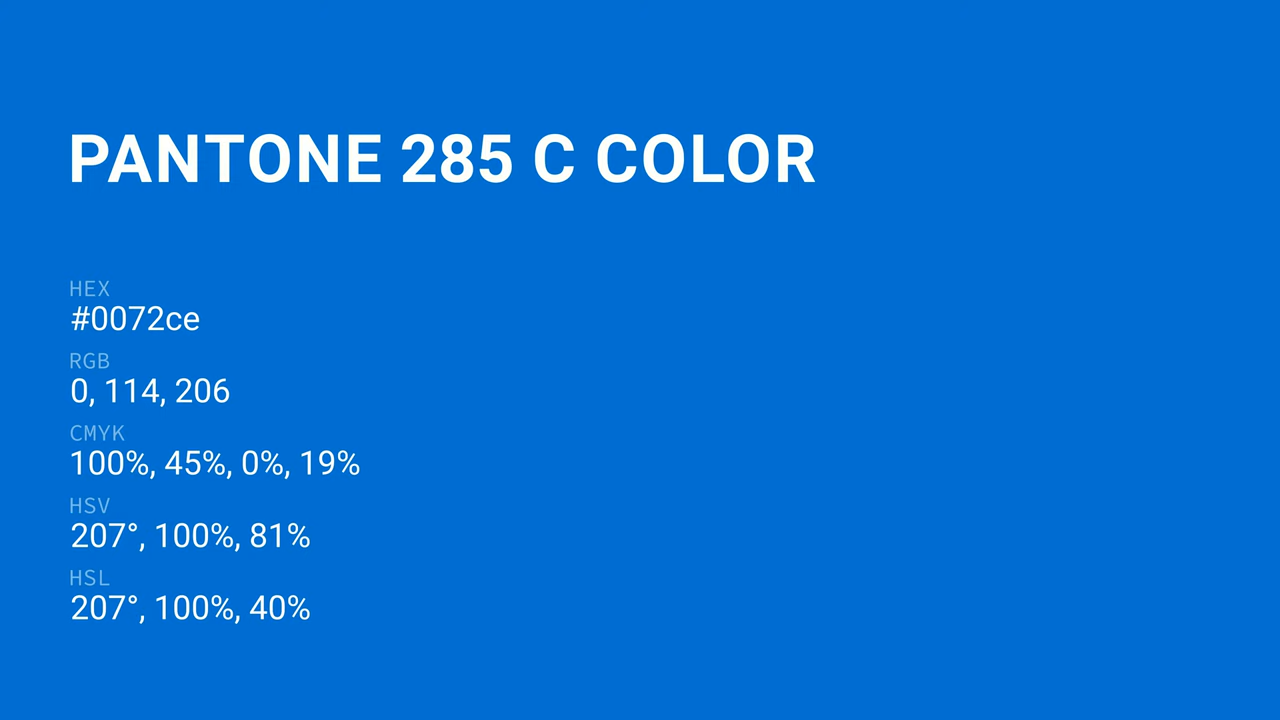 PANTONE 285 C COLOR
HEX
#0072ce
RGB
0, 114, 206
CMYK
100%, 45%, 0%, 19%
HSV
207°, 100%, 81%
HSL
207°, 100%, 40%